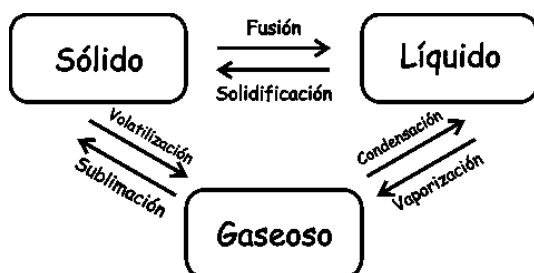 Fusión
Sólido
Líquido
Solidificación
Volatilización
Sublimación
Condensación
Vaporización
Gaseoso